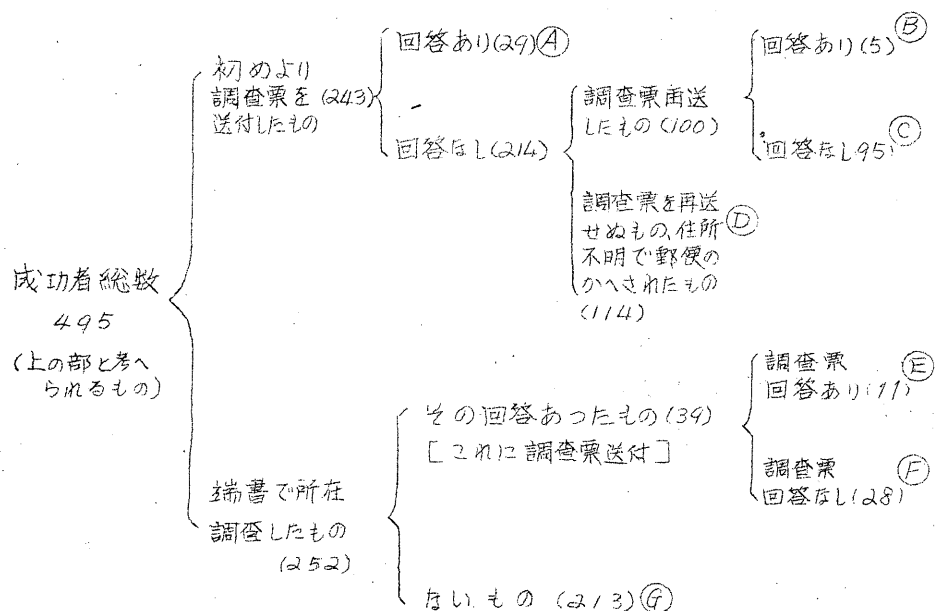 成功者総数
495
(上の部と考へ
られるもの)
初めより
調査票を(243)
送付したもの
回答あり(29)Ⓐ
回答なし(214)
調査票再送
したもの(100)
回答あり(5)Ⓑ
回答なし95)Ⓒ
調査票を再送
せぬもの、住所Ⓓ
不明で郵便の
かへされたもの
(114)
端書で所在
調査したもの
(252)
その回答あったもの(39)
[これに調査票送付]
調査票Ⓔ
回答あり(11)
調査票Ⓕ
回答なし(28)
ないもの (213)Ⓖ